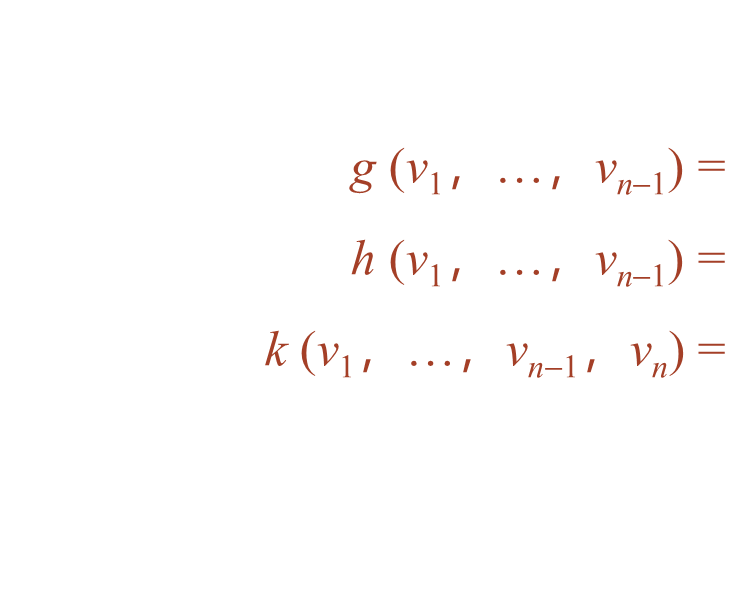 g (v₁, …, vₙ₋₁) =
h (v₁, …, vₙ₋₁) =
k (v₁, …, vₙ₋₁, vₙ) =